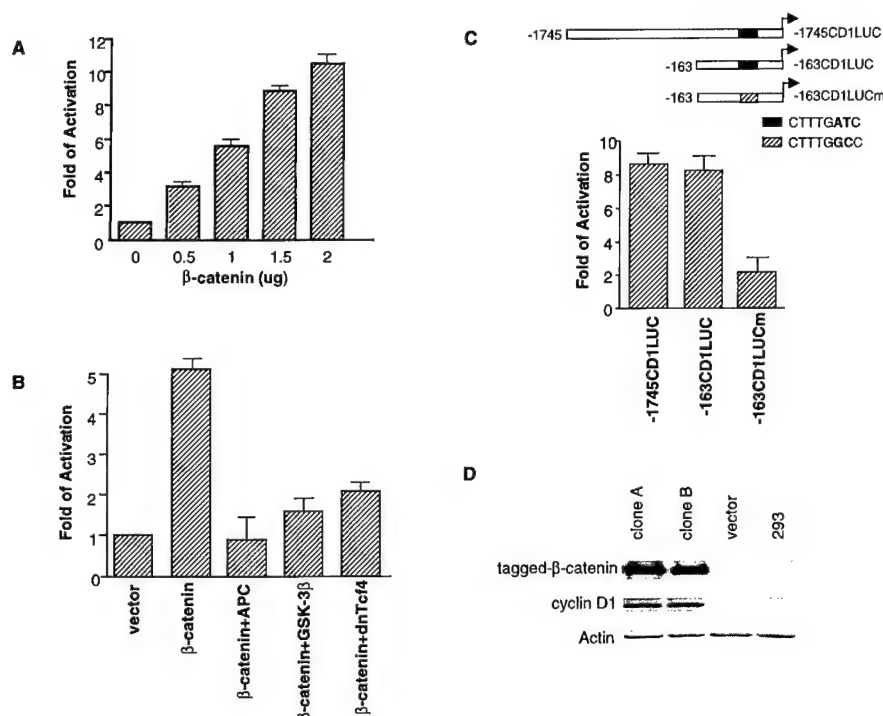 A
Fold of Activation
12
10
8
6
4
2
0
0 0.5 1 1.5 2
β-catenin (ug)
B
Fold of Activation
5
4
3
2
1
0
vector
β-catenin
β-catenin+APC
β-catenin+GSK-3β
β-catenin+dnTcf4
C
-1745 -1745CD1LUC
-163 -163CD1LUC
-163 -163CD1LUCm
CTTTGATC
CTTTGGCC
Fold of Activation
10
8
6
4
2
0
-1745CD1LUC
-163CD1LUC
-163CD1LUCm
D
clone A
clone B
vector
293
tagged-β-catenin
cyclin D1
Actin